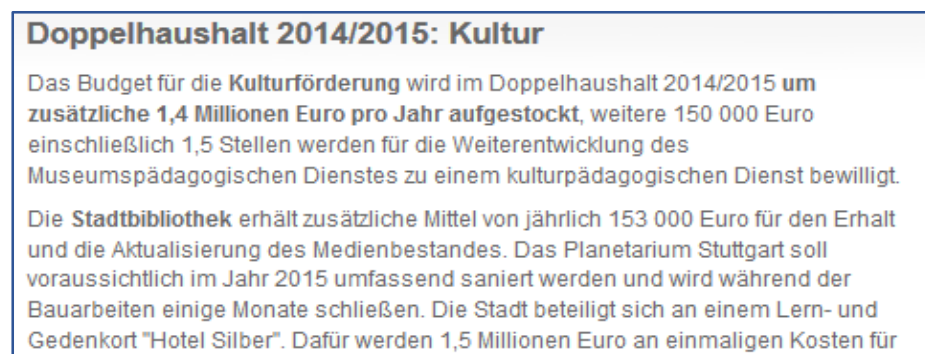 Doppelhaushalt 2014/2015: Kultur
Das Budget für die Kulturförderung wird im Doppelhaushalt 2014/2015 um
zusätzliche 1,4 Millionen Euro pro Jahr aufgestockt, weitere 150 000 Euro
einschließlich 1,5 Stellen werden für die Weiterentwicklung des
Museumspädagogischen Dienstes zu einem kulturpädagogischen Dienst bewilligt.
Die Stadtbibliothek erhält zusätzliche Mittel von jährlich 153 000 Euro für den Erhalt
und die Aktualisierung des Medienbestandes. Das Planetarium Stuttgart soll
voraussichtlich im Jahr 2015 umfassend saniert werden und wird während der
Bauarbeiten einige Monate schließen. Die Stadt beteiligt sich an einem Lern- und
Gedenkort "Hotel Silber". Dafür werden 1,5 Millionen Euro an einmaligen Kosten für